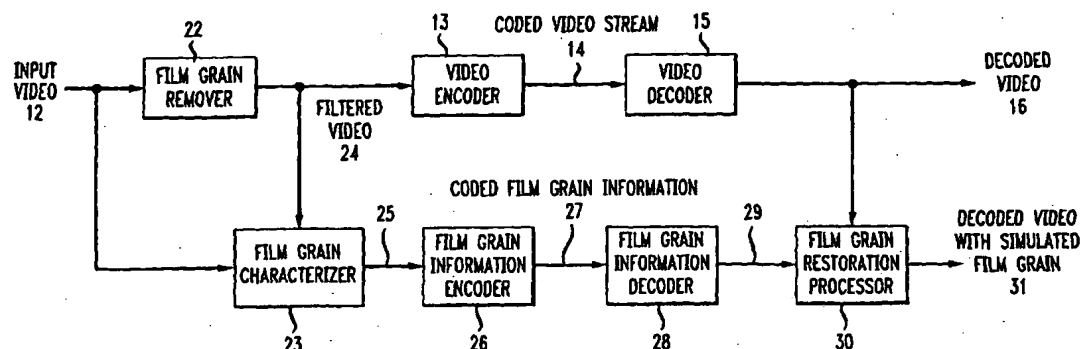 CODED VIDEO STREAM
22
13
14
15
INPUT
VIDEO
12
FILM GRAIN
REMOVER
FILTERED
VIDEO
24
VIDEO
ENCODER
VIDEO
DECODER
DECODED
VIDEO
16
CODED FILM GRAIN INFORMATION
25
27
29
FILM GRAIN
CHARACTERIZER
23
FILM GRAIN
INFORMATION
ENCODER
26
FILM GRAIN
INFORMATION
DECODER
28
FILM GRAIN
RESTORATION
PROCESSOR
30
DECODED VIDEO
WITH SIMULATED
FILM GRAIN
31